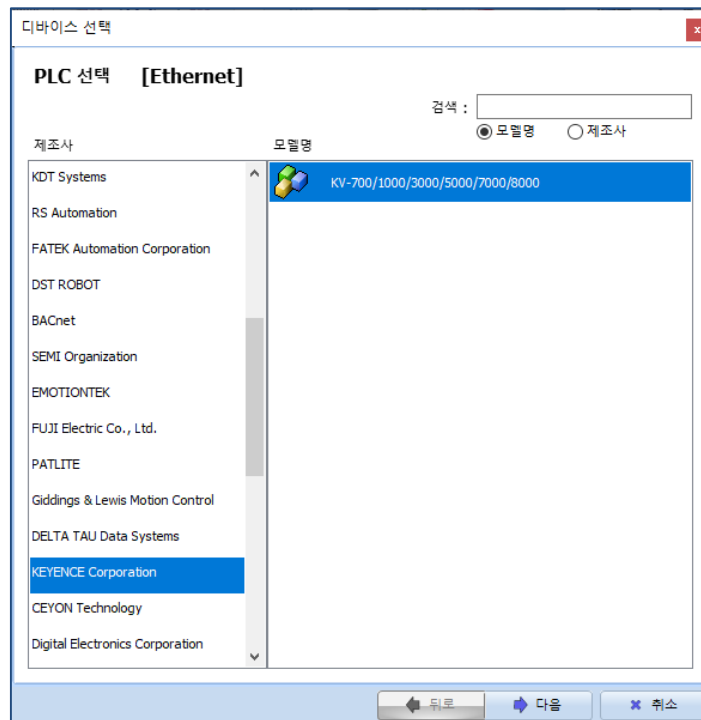 디바이스 선택
x
PLC 선택 [Ethernet]
검색 :
모델명 제조사
제조사
모델명
KDT Systems
RS Automation
FATEK Automation Corporation
DST ROBOT
BACnet
SEMI Organization
EMOTIONTEK
FUJI Electric Co., Ltd.
PATLITE
Giddings & Lewis Motion Control
DELTA TAU Data Systems
KEYENCE Corporation
CEYON Technology
Digital Electronics Corporation
KV-700/1000/3000/5000/7000/8000
뒤로 다음 취소